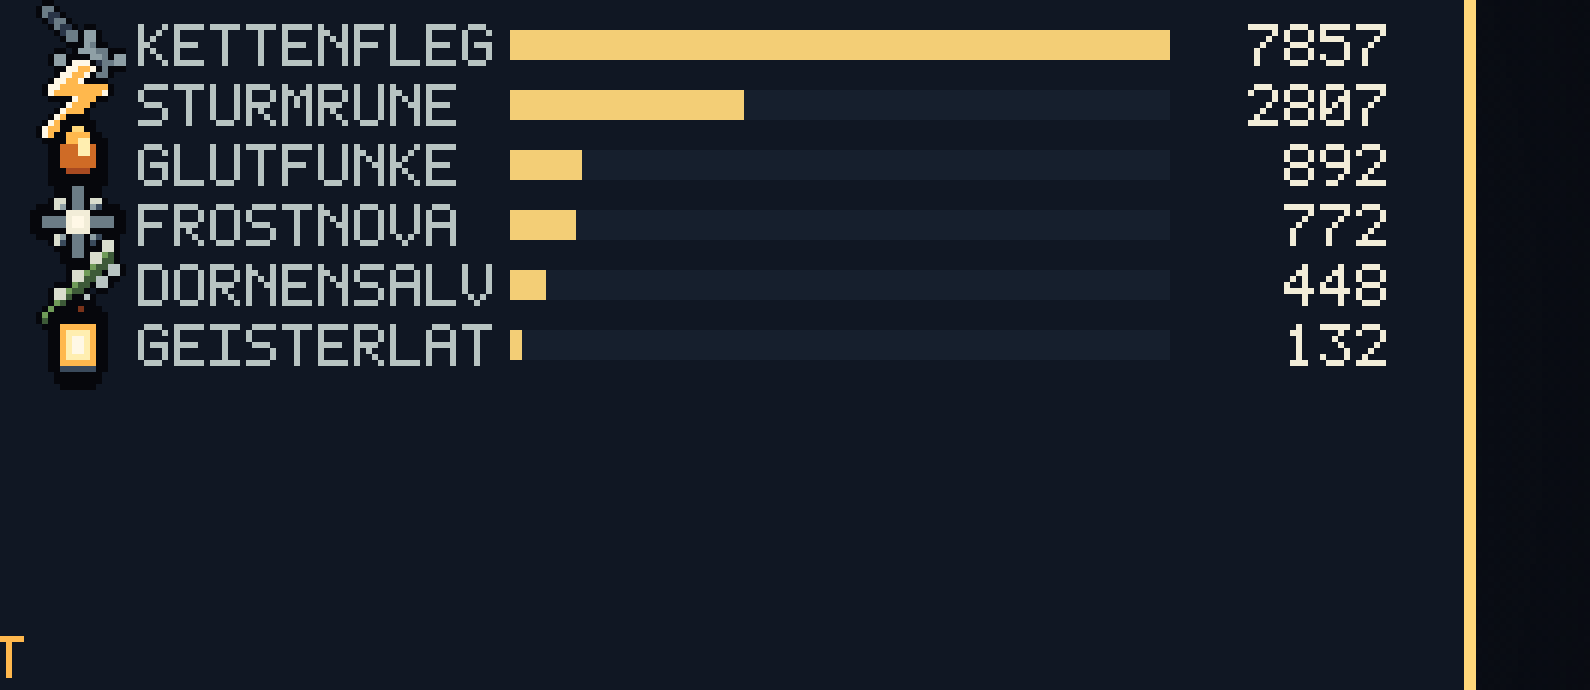 KETTENFLEG 7857
STURMRUNE 2807
GLUTFUNKE 892
FROSTNOVA 772
DORNENSALV 448
GEISTERLAT 132
T